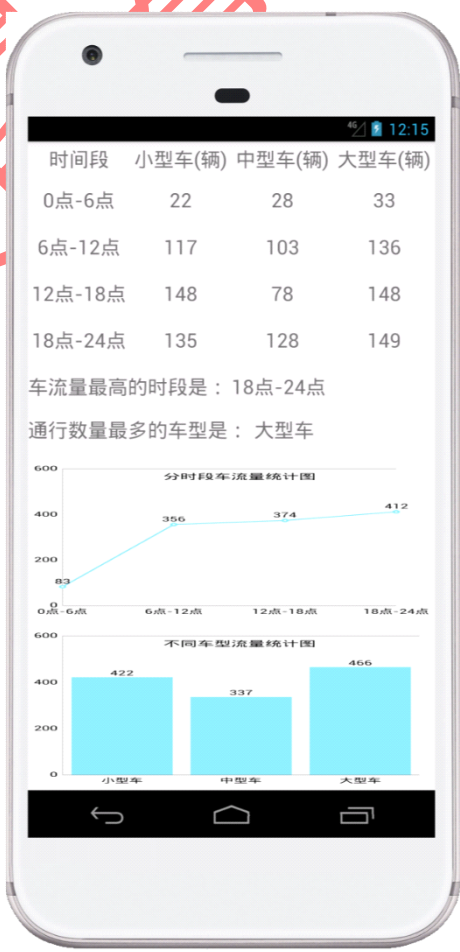 4G 12:15
时间段 小型车(辆) 中型车(辆) 大型车(辆)
0点-6点 22 28 33
6点-12点 117 103 136
12点-18点 148 78 148
18点-24点 135 128 149
车流量最高的时段是： 18点-24点
通行数量最多的车型是： 大型车
分时段车流量统计图
600
400
200
0
83
356
374
412
0点-6点 6点-12点 12点-18点 18点-24点
不同车型流量统计图
600
400
200
0
422
337
466
小型车 中型车 大型车